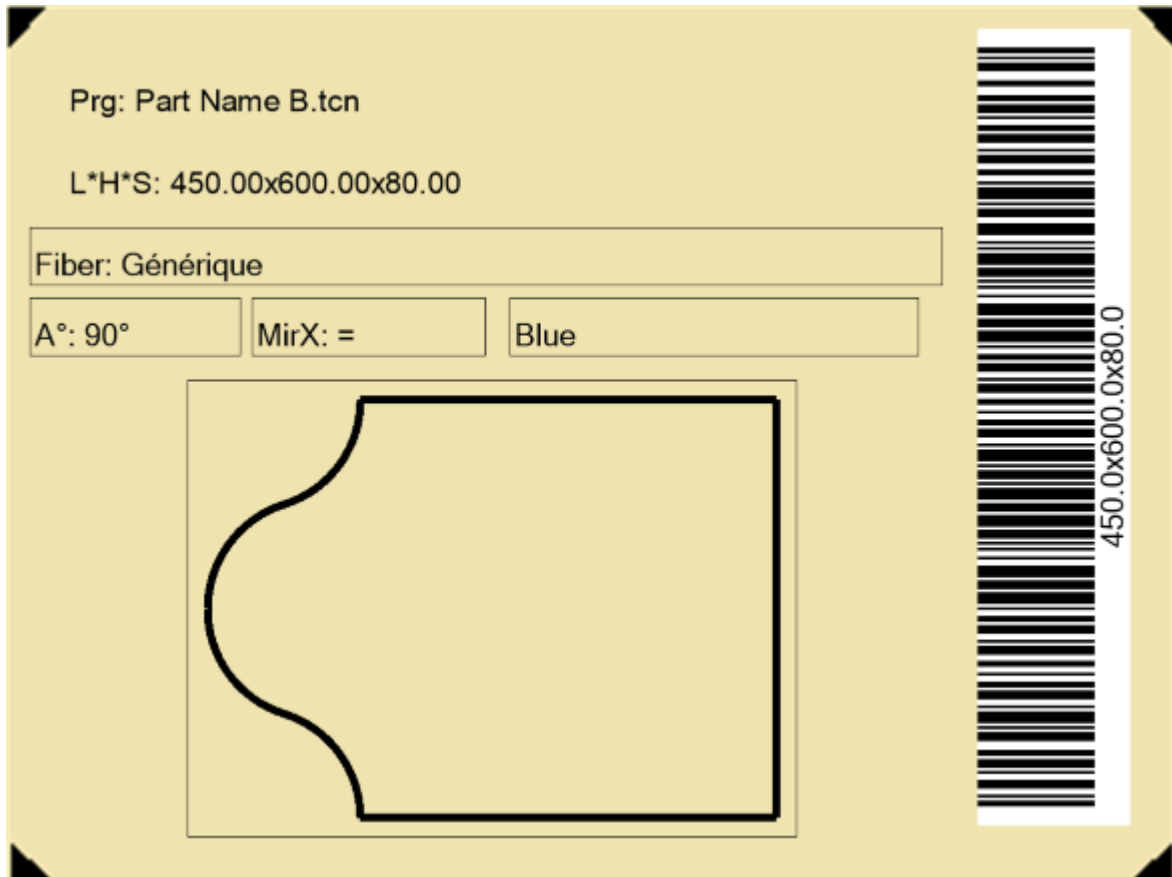 Prg: Part Name B.tcn
L*H*S: 450.00x600.00x80.00
Fiber: Générique
A°: 90°
MirX: =
Blue
450.0x600.0x80.0